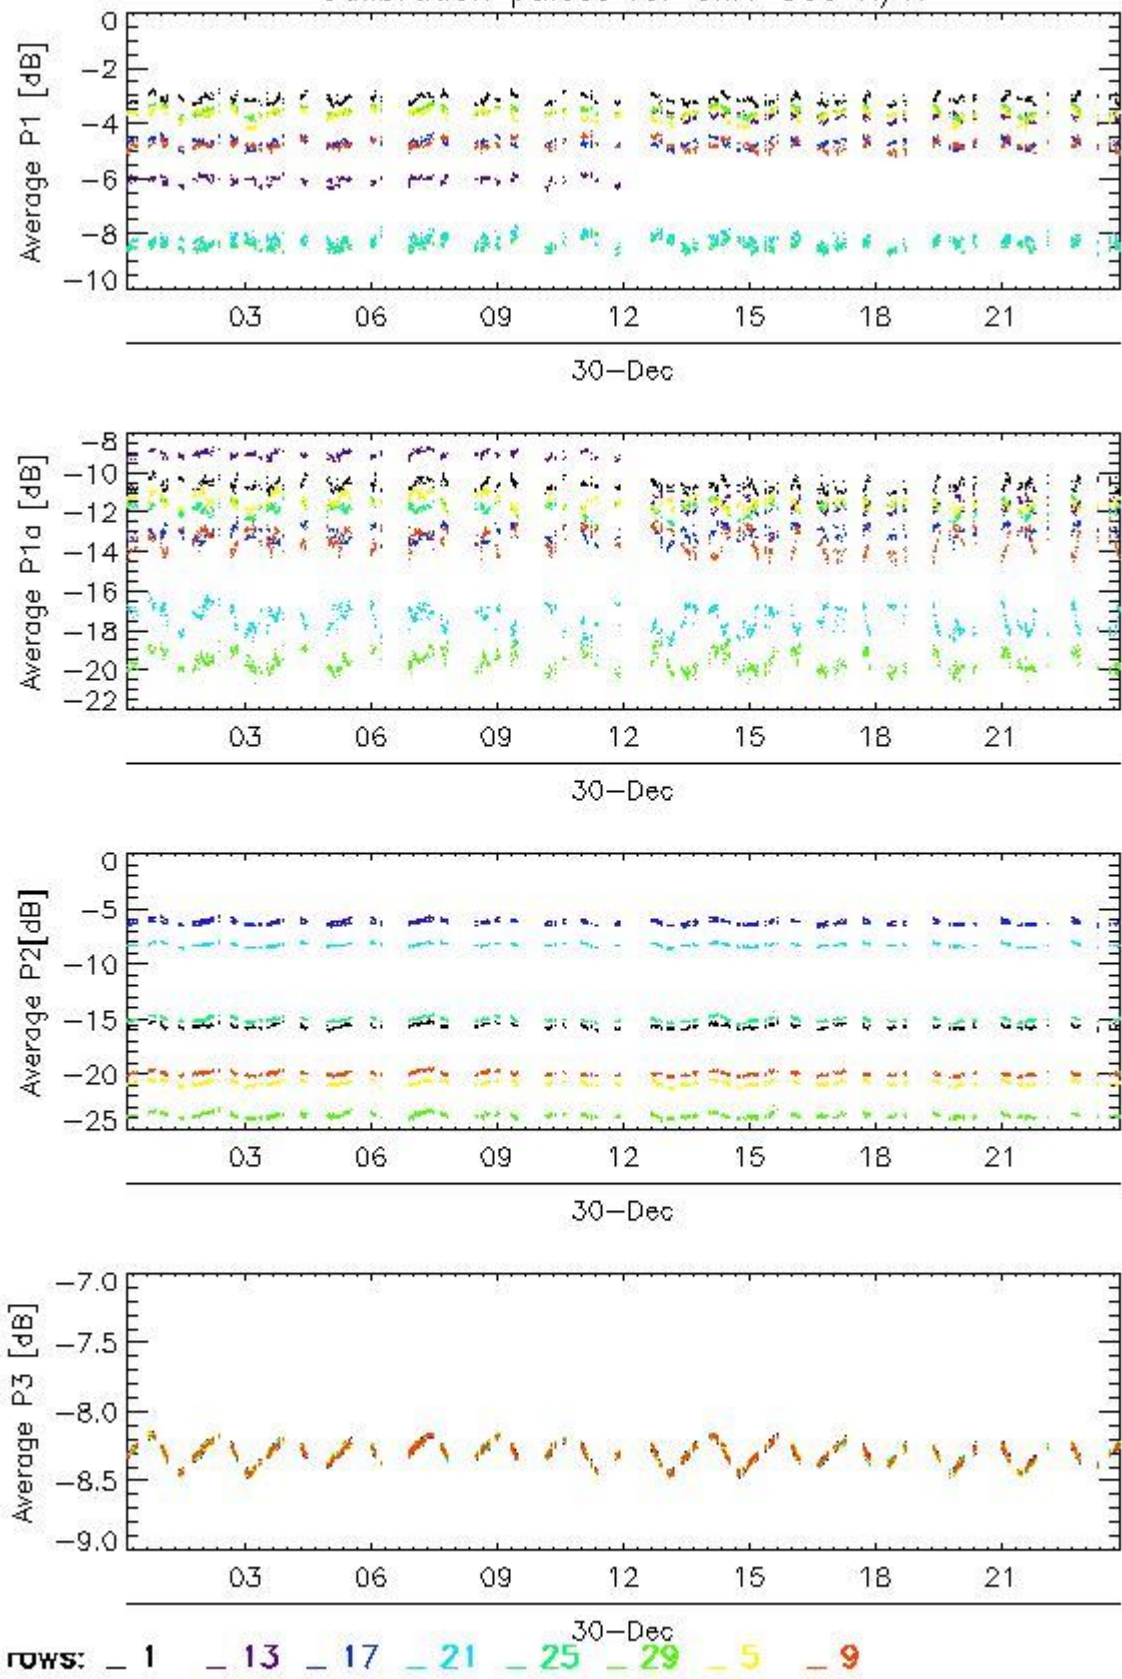 0
-2
-4
-6
-8
-10
Average P1 [dB]
03 06 09 12 15 18 21
30-Dec
-8
-10
-12
-14
-16
-18
-20
-22
Average P1a [dB]
03 06 09 12 15 18 21
30-Dec
0
-5
-10
-15
-20
-25
Average P2[dB]
03 06 09 12 15 18 21
30-Dec
-7.0
-7.5
-8.0
-8.5
-9.0
Average P3 [dB]
03 06 09 12 15 18 21
30-Dec
rows: _ 1 _ 13 _ 17 _ 21 _ 25 _ 29 _ 5 _ 9